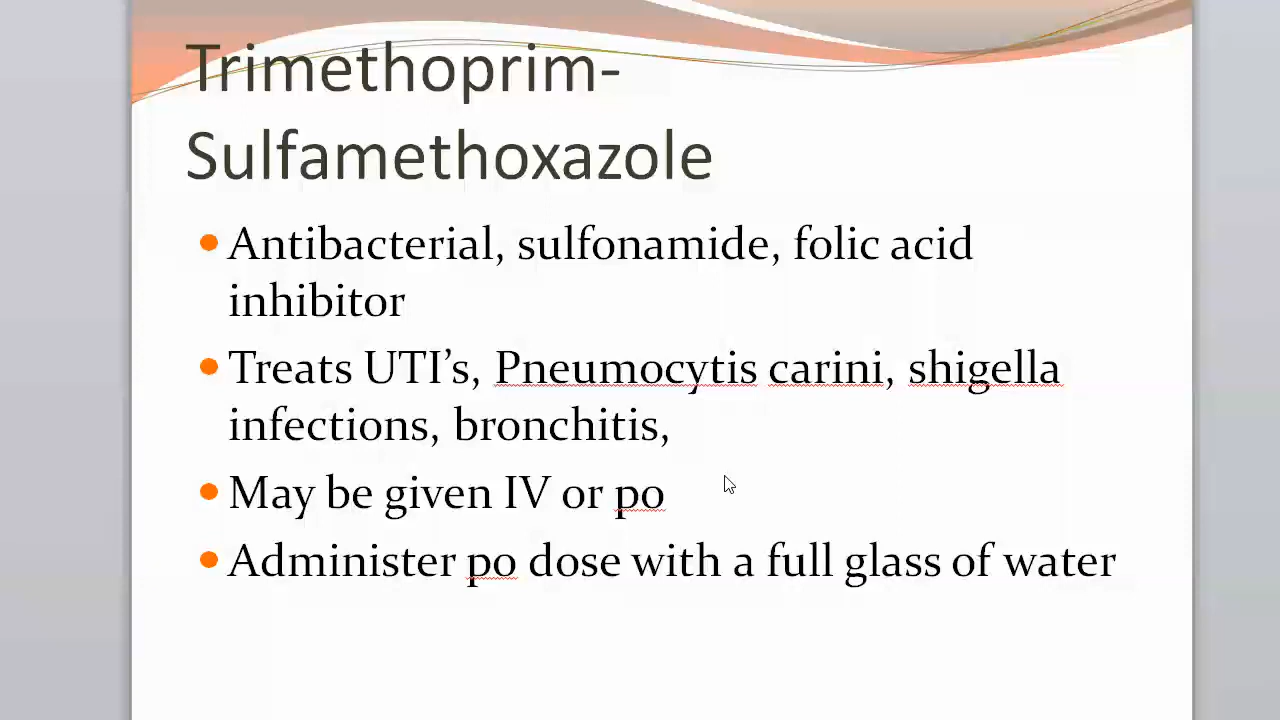 Trimethoprim-
Sulfamethoxazole
Antibacterial, sulfonamide, folic acid
inhibitor
Treats UTI’s, Pneumocytis carini, shigella
infections, bronchitis,
May be given IV or po
Administer po dose with a full glass of water